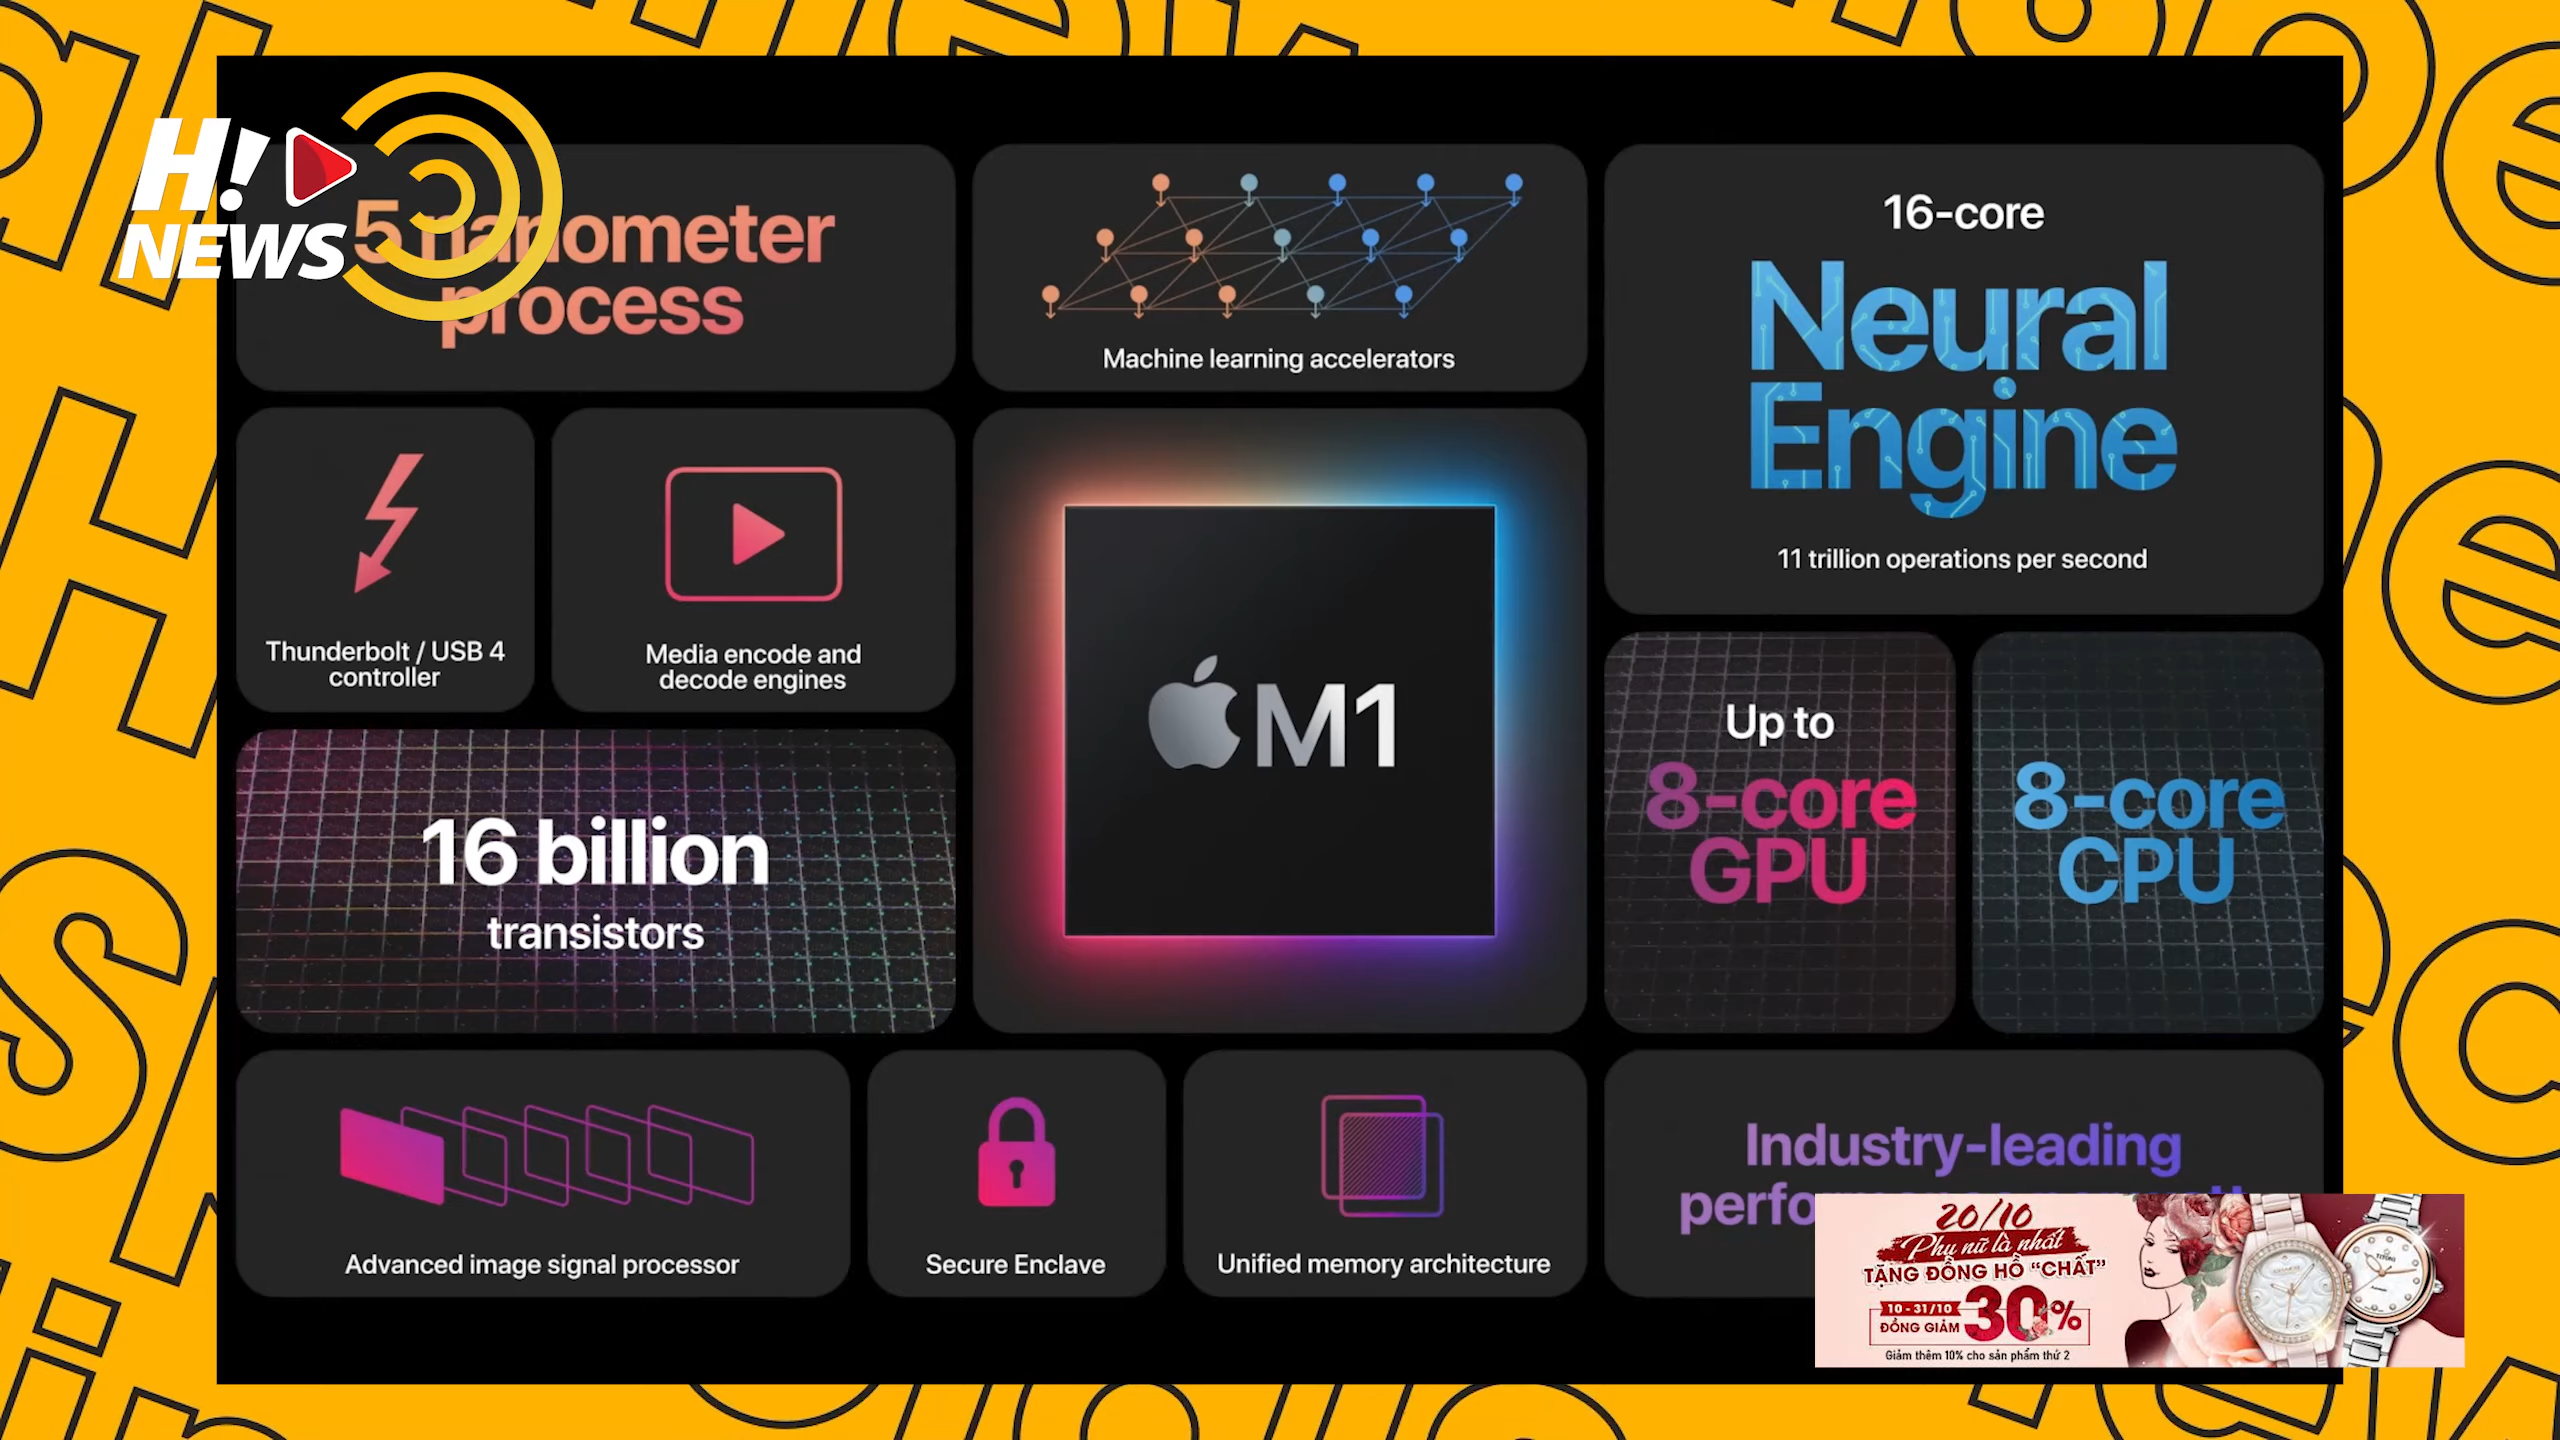 H!
NEWS
5 nanometer
process
Machine learning accelerators
16-core
Neural
Engine
11 trillion operations per second
Thunderbolt / USB 4
controller
Media encode and
decode engines
M1
Up to
8-core
GPU
8-core
CPU
16 billion
transistors
Advanced image signal processor
Secure Enclave
Unified memory architecture
Industry-leading
20/10
Phụ nữ là nhất
TẶNG ĐỒNG HỒ “CHẤT”
10 - 31/10
ĐỒNG GIẢM
30%
Giảm thêm 10% cho sản phẩm thứ 2